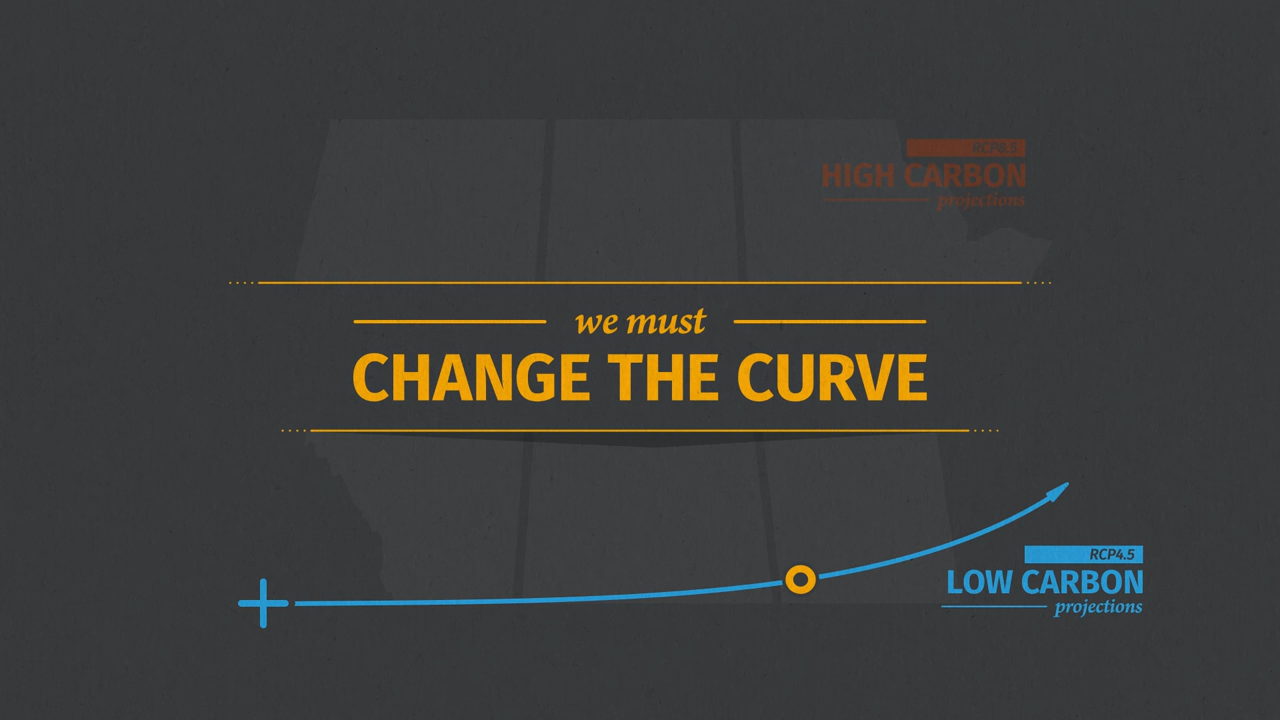 RCP8.5
HIGH CARBON
projections
we must
CHANGE THE CURVE
RCP4.5
LOW CARBON
projections